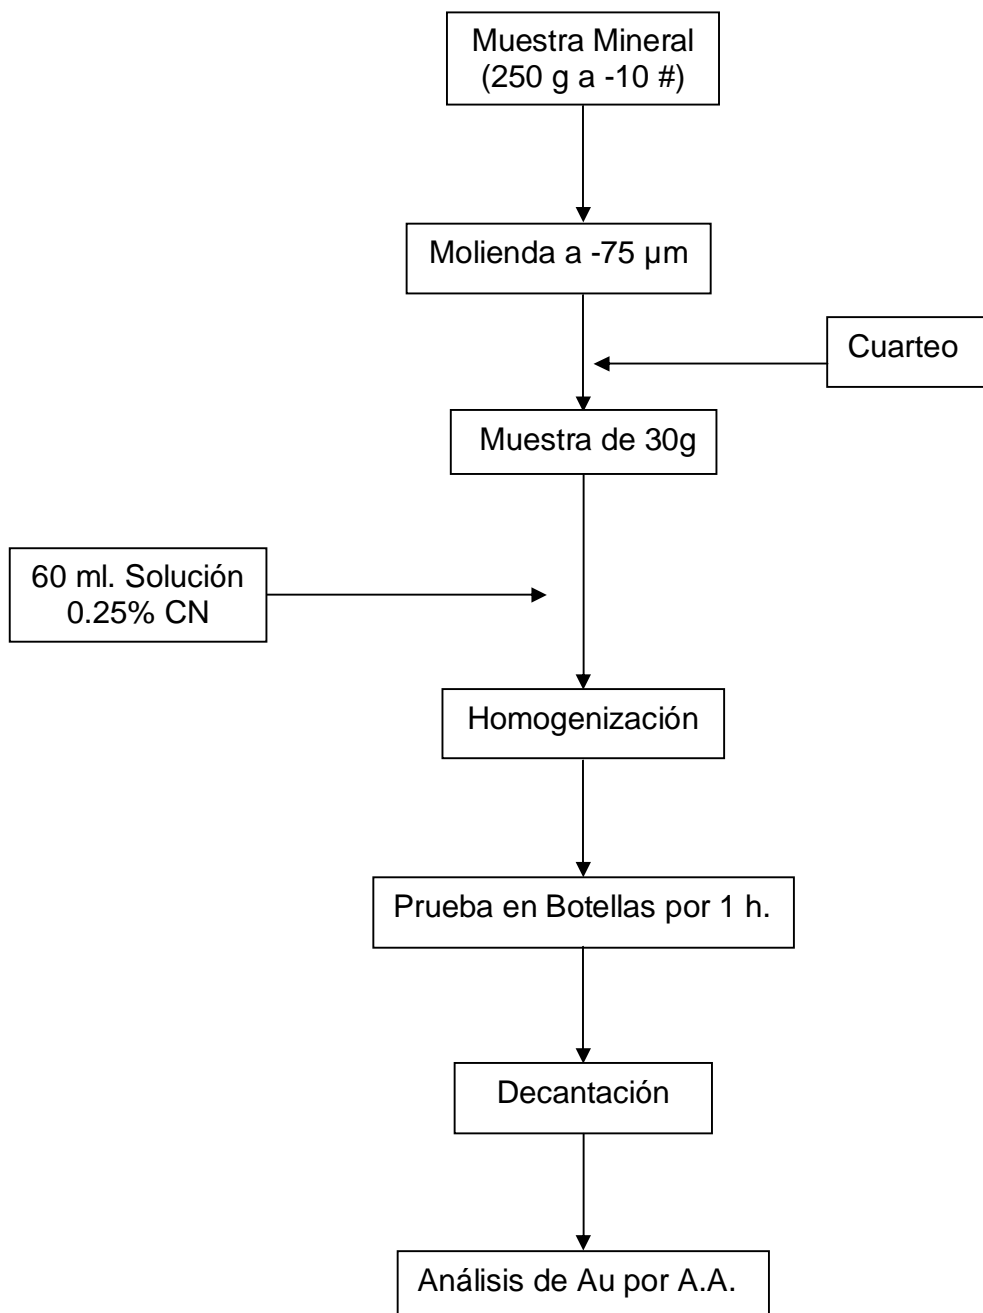 Muestra Mineral
(250 g a -10 #)
Molienda a -75 µm
Cuarteo
Muestra de 30g
60 ml. Solución
0.25% CN
Homogenización
Prueba en Botellas por 1 h.
Decantación
Análisis de Au por A.A.